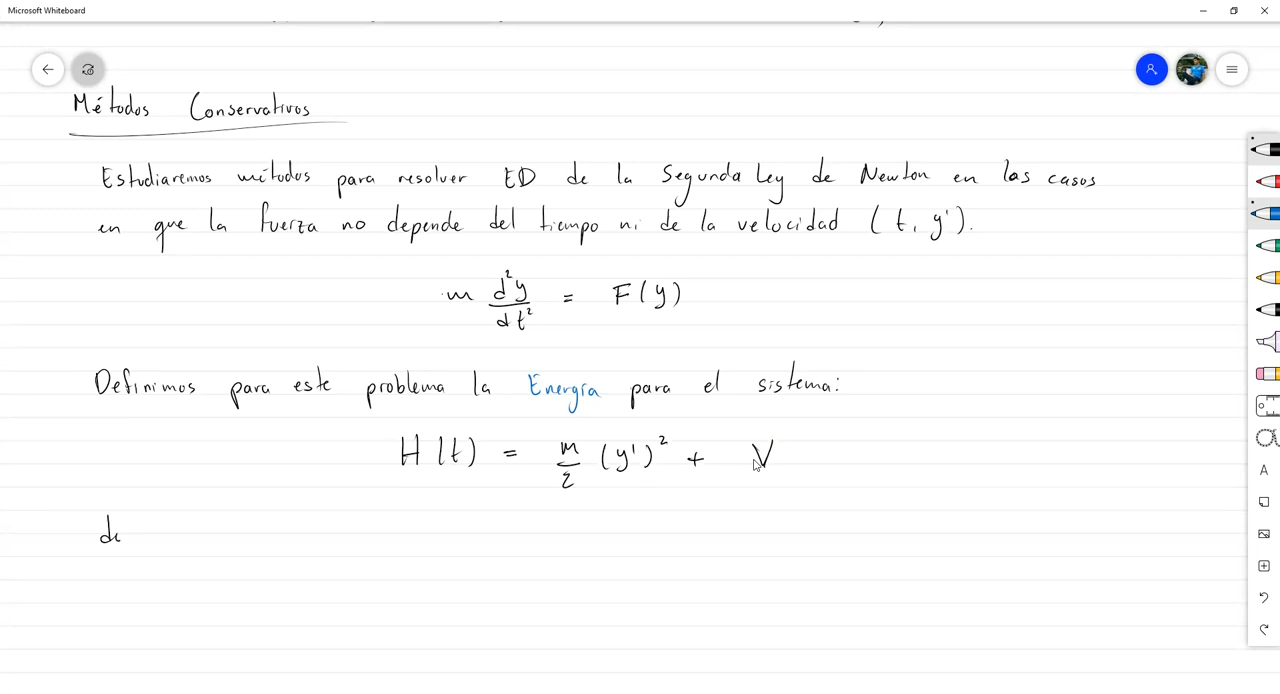 Microsoft Whiteboard
Métodos Conservativos
Estudiaremos métodos para resolver ED de la Segunda Ley de Newton en los casos
en que la fuerza no depende del tiempo ni de la velocidad (t, y').
m d²y/dt² = F(y)
Definimos para este problema la Energía para el sistema:
H(t) = m/2 (y')² + V
de
A